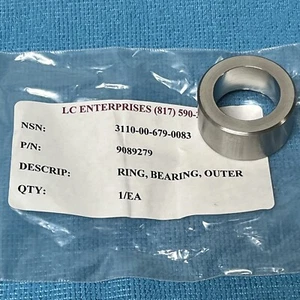 LC ENTERPRISES (817) 590-
NSN: 3110-00-679-0083
P/N: 9089279
DESCRIP: RING, BEARING, OUTER
QTY: 1/EA